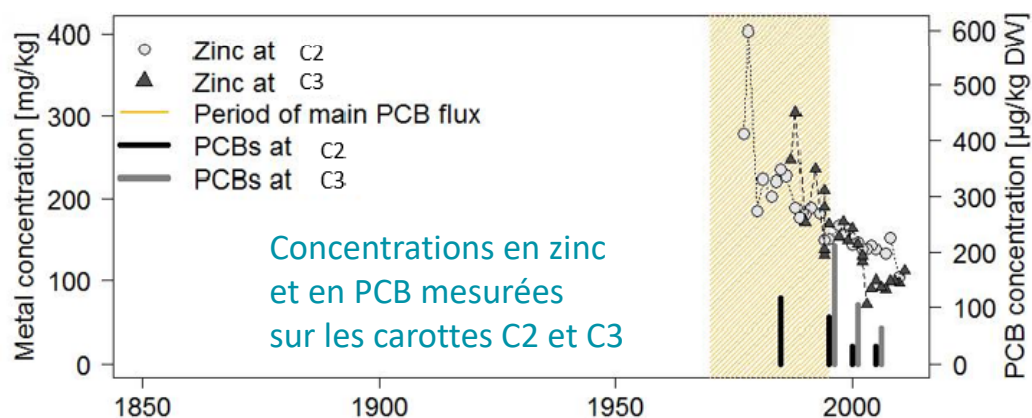 Metal concentration [mg/kg]
400
300
200
100
0
Zinc at C2
Zinc at C3
Period of main PCB flux
PCBs at C2
PCBs at C3
Concentrations en zinc
et en PCB mesurées
sur les carottes C2 et C3
600
500
400
300
200
100
0
PCB concentration [µg/kg DW]
1850
1900
1950
2000